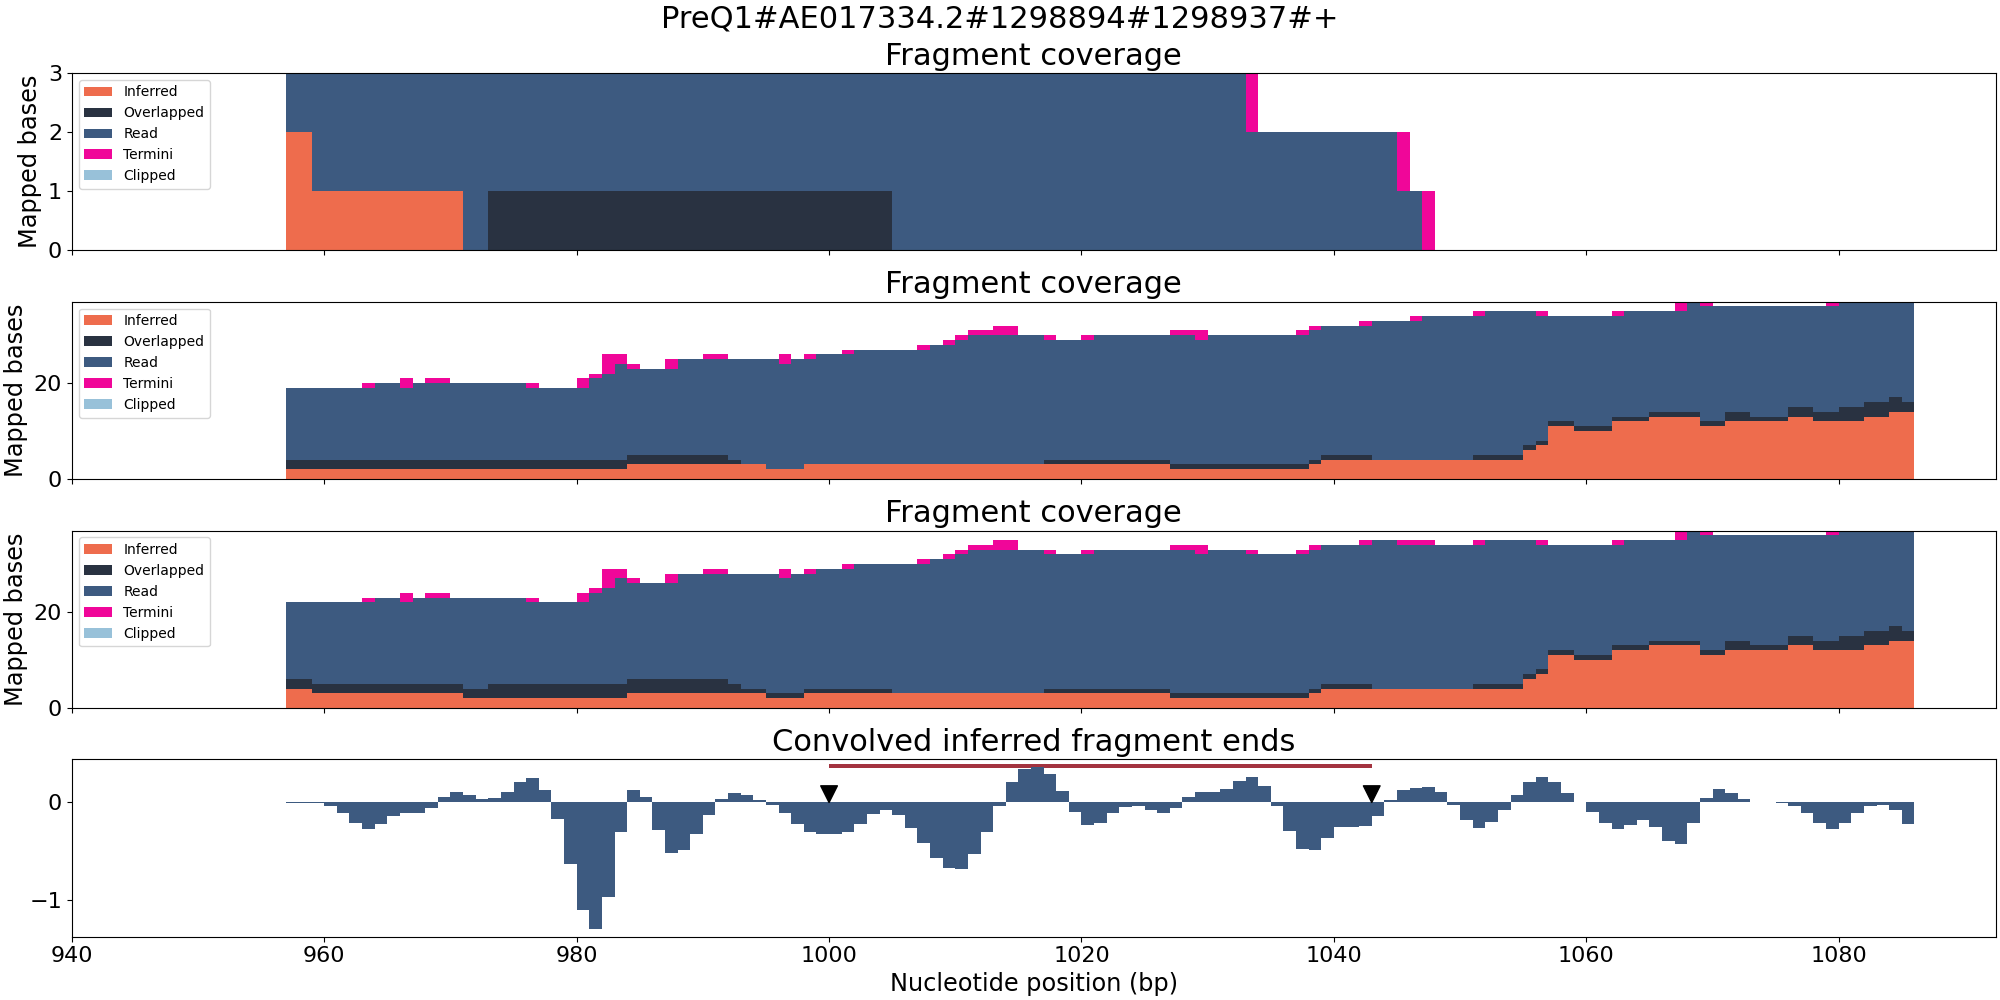 PreQ1#AE017334.2#1298894#1298937#+
Fragment coverage
Mapped bases
3
2
1
0
Inferred
Overlapped
Read
Termini
Clipped
Fragment coverage
Mapped bases
20
0
Inferred
Overlapped
Read
Termini
Clipped
Fragment coverage
Mapped bases
20
0
Inferred
Overlapped
Read
Termini
Clipped
Convolved inferred fragment ends
0
−1
940 960 980 1000 1020 1040 1060 1080
Nucleotide position (bp)